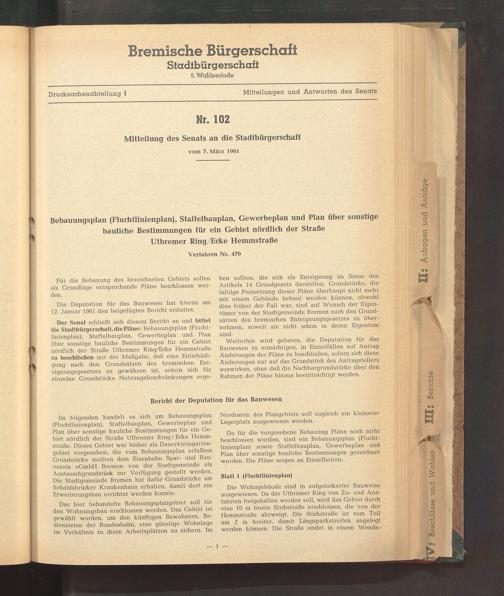 Bremische Bürgerschaft
Stadtbürgerschaft
5. Wahlperiode
Drucksachenabteilung I
Mitteilungen und Antworten des Senats
Nr. 102
Mitteilung des Senats an die Stadtbürgerschaft
vom 7. März 1961
Bebauungsplan (Fluchtlinienplan), Staffelbauplan, Gewerbeplan und Plan über sonstige
bauliche Bestimmungen für ein Gebiet nördlich der Straße
Utbremer Ring/Ecke Hemmstraße
Verfahren Nr. 479
Für die Bebauung des bezeichneten Gebiets sollen
als Grundlage entsprechende Pläne beschlossen wer-
den.
Die Deputation für das Bauwesen hat hierzu am
12. Januar 1961 den beigefügten Bericht erstattet.
Der Senat schließt sich diesem Bericht an und bittet
die Stadtbürgerschaft, die Pläne: Bebauungsplan (Flucht-
linienplan), Staffelbauplan, Gewerbeplan und Plan
über sonstige bauliche Bestimmungen für ein Gebiet
nördlich der Straße Utbremer Ring/Ecke Hemmstraße
zu beschließen mit der Maßgabe, daß eine Entschädi-
gung nach den Grundsätzen des bremischen Ent-
eignungsgesetzes zu gewähren ist, sofern sich für
einzelne Grundstücke Nutzungsbeschränkungen erge-
ben sollten, die sich als Enteignung im Sinne des
Artikels 14 Grundgesetz darstellen. Grundstücke, die
infolge Festsetzung dieser Pläne überhaupt nicht mehr
mit einem Gebäude bebaut werden können, obwohl
dies früher der Fall war, sind auf Wunsch der Eigen-
tümer von der Stadtgemeinde Bremen nach den Grund-
sätzen des bremischen Enteignungsgesetzes zu über-
nehmen, soweit sie nicht schon in deren Eigentum
sind.
Weiterhin wird gebeten, die Deputation für das
Bauwesen zu ermächtigen, in Einzelfällen auf Antrag
Änderungen der Pläne zu beschließen, sofern sich diese
Änderungen nur auf das Grundstück des Antragstellers
auswirken, ohne daß die Nachbargrundstücke über den
Rahmen der Pläne hinaus beeinträchtigt werden.
Bericht der Deputation für das Bauwesen
Im folgenden handelt es sich um Bebauungsplan
(Fluchtlinienplan), Staffelbauplan, Gewerbeplan und
Plan über sonstige bauliche Bestimmungen für ein Ge-
biet nördlich der Straße Utbremer Ring / Ecke Hemm-
straße. Dieses Gebiet war bisher als Dauerkleingarten-
gebiet vorgesehen; die vom Bebauungsplan erfaßten
Grundstücke mußten dem Eisenbahn Spar- und Bau-
verein eGmbH Bremen von der Stadtgemeinde als
Austauschgrundstück zur Verfügung gestellt werden.
Die Stadtgemeinde Bremen hat dafür Grundstücke am
Sebaldsbrücker Krankenhaus erhalten, damit dort ein
Erweiterungsbau errichtet werden konnte.
Das hier behandelte Bebauungsplangebiet soll für
den Wohnungsbau erschlossen werden. Das Gebiet ist
gewählt worden, um den künftigen Bewohnern, Be-
diensteten der Bundesbahn, eine günstige Wohnlage
im Verhältnis zu ihren Arbeitsplätzen zu sichern. Im
Nordosten des Plangebiets soll zugleich ein kleinerer
Lagerplatz ausgewiesen werden.
Da für die vorgesehene Bebauung Pläne noch nicht
beschlossen wurden, sind ein Bebauungsplan (Flucht-
linienplan) sowie Staffelbauplan, Gewerbeplan und
Plan über sonstige bauliche Bestimmungen gezeichnet
worden. Die Pläne zeigen an Einzelheiten:
Blatt 1 (Fluchtlinienplan)
Die Wohngebäude sind in aufgelockerter Bauweise
ausgewiesen. Da der Utbremer Ring von Zu- und Aus-
fahrten freigehalten werden soll, wird das Gebiet durch
eine 10 m breite Stichstraße erschlossen, die von der
Hemmstraße abzweigt. Die Stichstraße ist zum Teil
um 2 m breiter, damit Längsparkstreifen angelegt
werden können. Die Straße endet in einem Wende-
— 1 —
II: Anfragen und Anträge
III: Berichte
IV: Beschlüsse und Wahlen